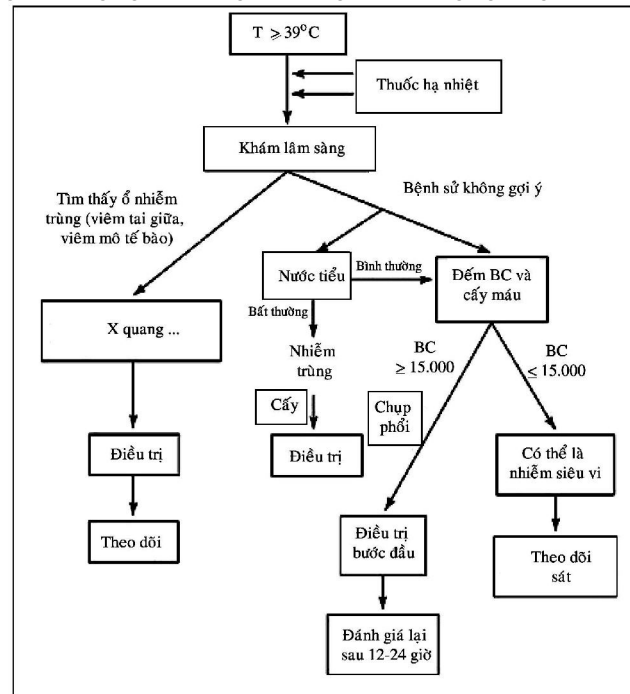 T ≥ 39°C
Thuốc hạ nhiệt
Khám lâm sàng
Bệnh sử không gợi ý
Tìm thấy ổ nhiễm
trùng (viêm tai giữa,
viêm mô tế bào)
Nước tiểu
Bình thường
Đếm BC và
cấy máu
Bất thường
X quang ...
Nhiễm
trùng
BC
≥ 15.000
BC
≤ 15.000
Cấy
Chụp
phổi
Điều trị
Điều trị
Có thể là
nhiễm siêu vi
Theo dõi
Điều trị
bước đầu
Theo dõi
sát
Đánh giá lại
sau 12-24 giờ